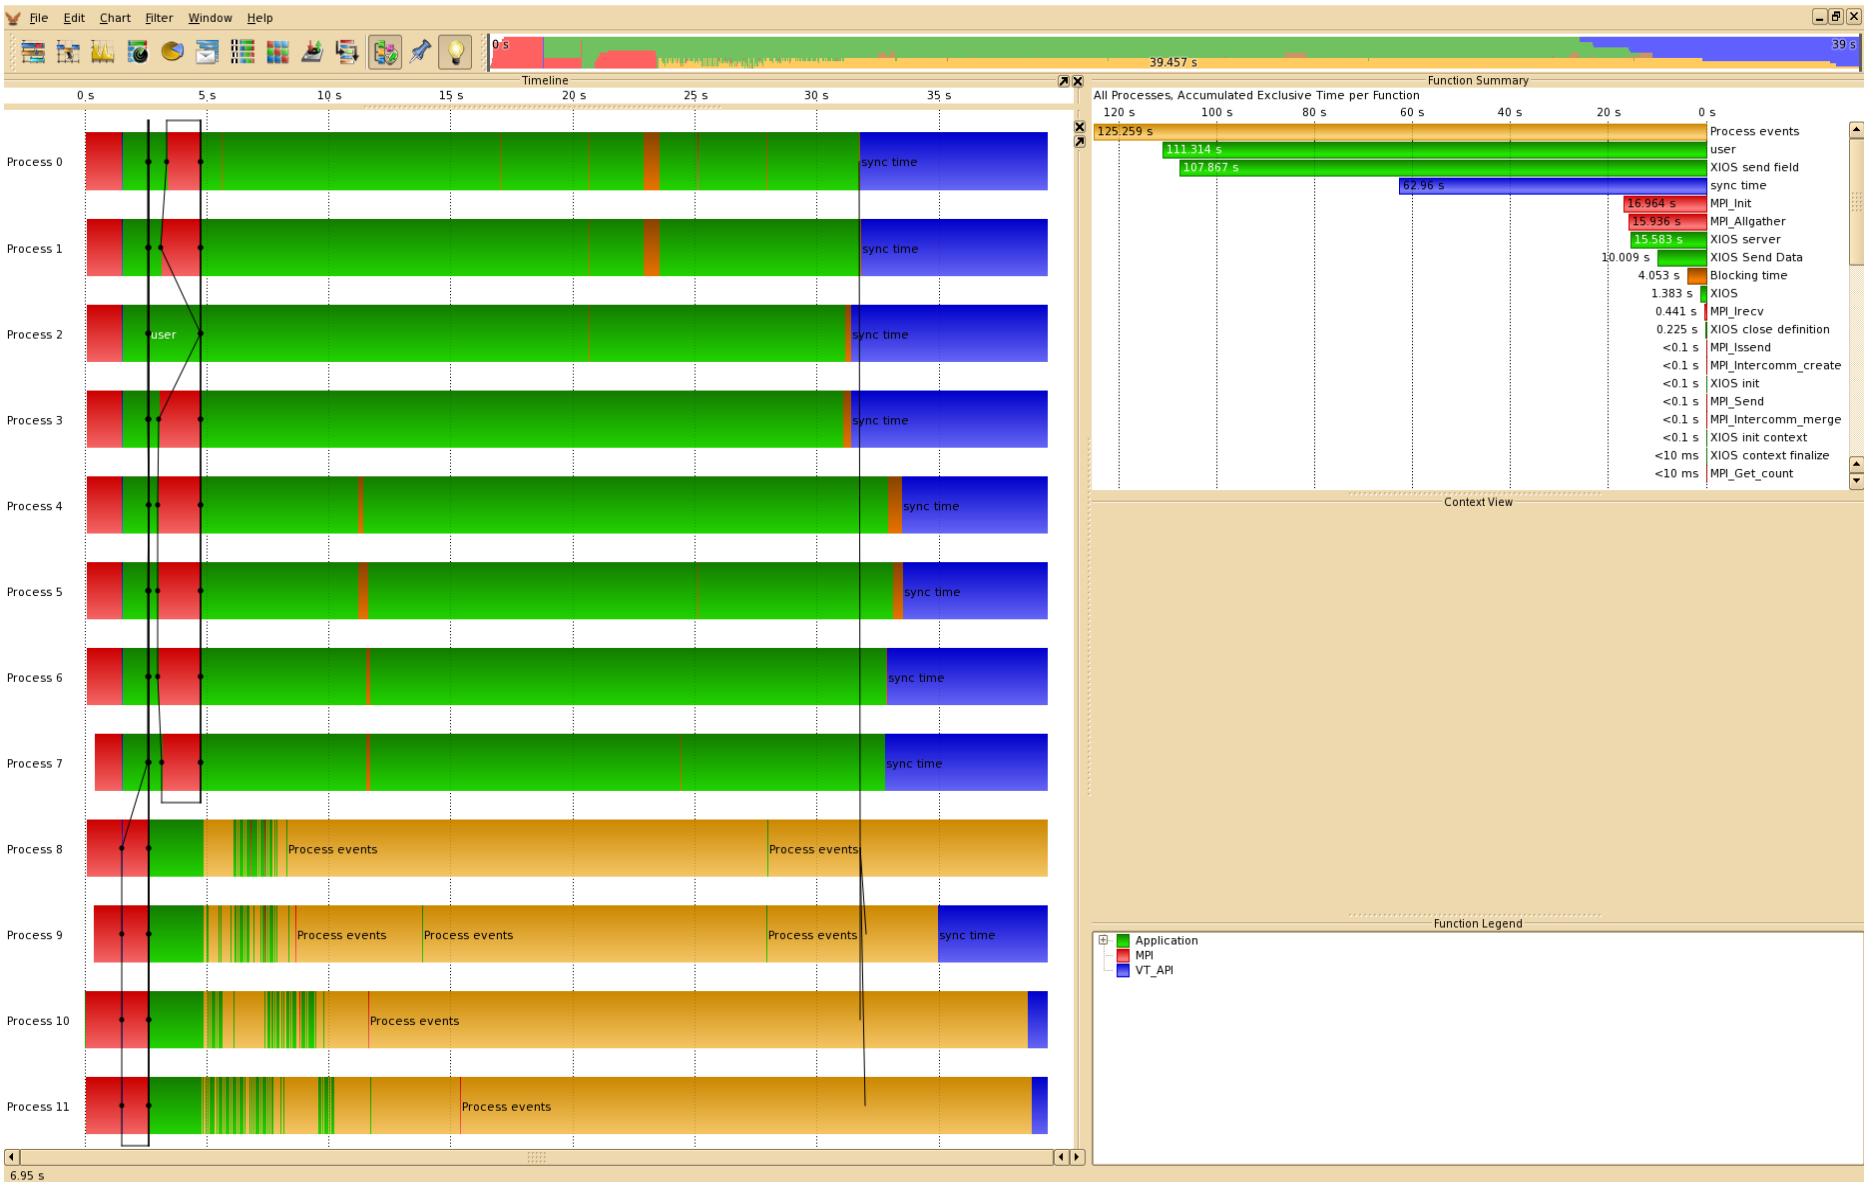 File Edit Chart Filter Window Help
0 s 39 s
39.457 s
Timeline
0 s 5 s 10 s 15 s 20 s 25 s 30 s 35 s
Process 0 sync time
Process 1 sync time
Process 2 user sync time
Process 3 sync time
Process 4 sync time
Process 5 sync time
Process 6 sync time
Process 7 sync time
Process 8 Process events Process events
Process 9 Process events Process events Process events sync time
Process 10 Process events
Process 11 Process events
6.95 s
Function Summary
All Processes, Accumulated Exclusive Time per Function
120 s 100 s 80 s 60 s 40 s 20 s 0 s
125.259 s Process events
111.314 s user
107.867 s XIOS send field
62.96 s sync time
16.964 s MPI_Init
15.936 s MPI_Allgather
15.583 s XIOS server
10.009 s XIOS Send Data
4.053 s Blocking time
1.383 s XIOS
0.441 s MPI_Irecv
0.225 s XIOS close definition
<0.1 s MPI_Issend
<0.1 s MPI_Intercomm_create
<0.1 s XIOS init
<0.1 s MPI_Send
<0.1 s MPI_Intercomm_merge
<0.1 s XIOS init context
<10 ms XIOS context finalize
<10 ms MPI_Get_count
Context View
Function Legend
Application
MPI
VT_API